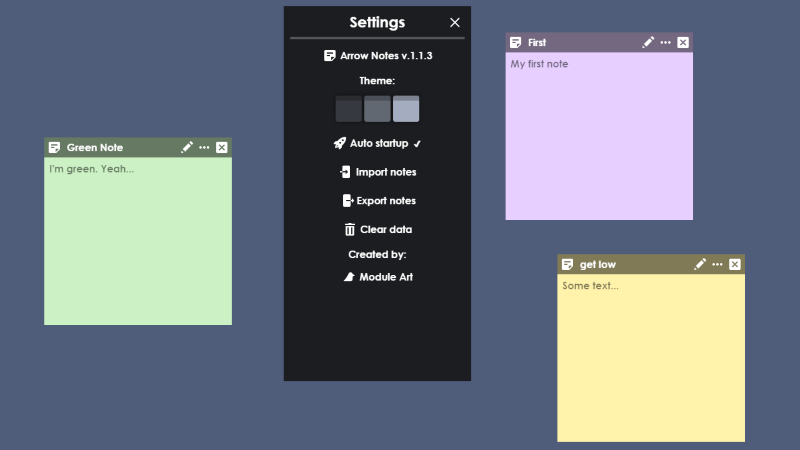 Settings
Arrow Notes v.1.1.3
Theme:
Auto startup ✓
Import notes
Export notes
Clear data
Created by:
Module Art
Green Note
I'm green. Yeah...
First
My first note
get low
Some text...